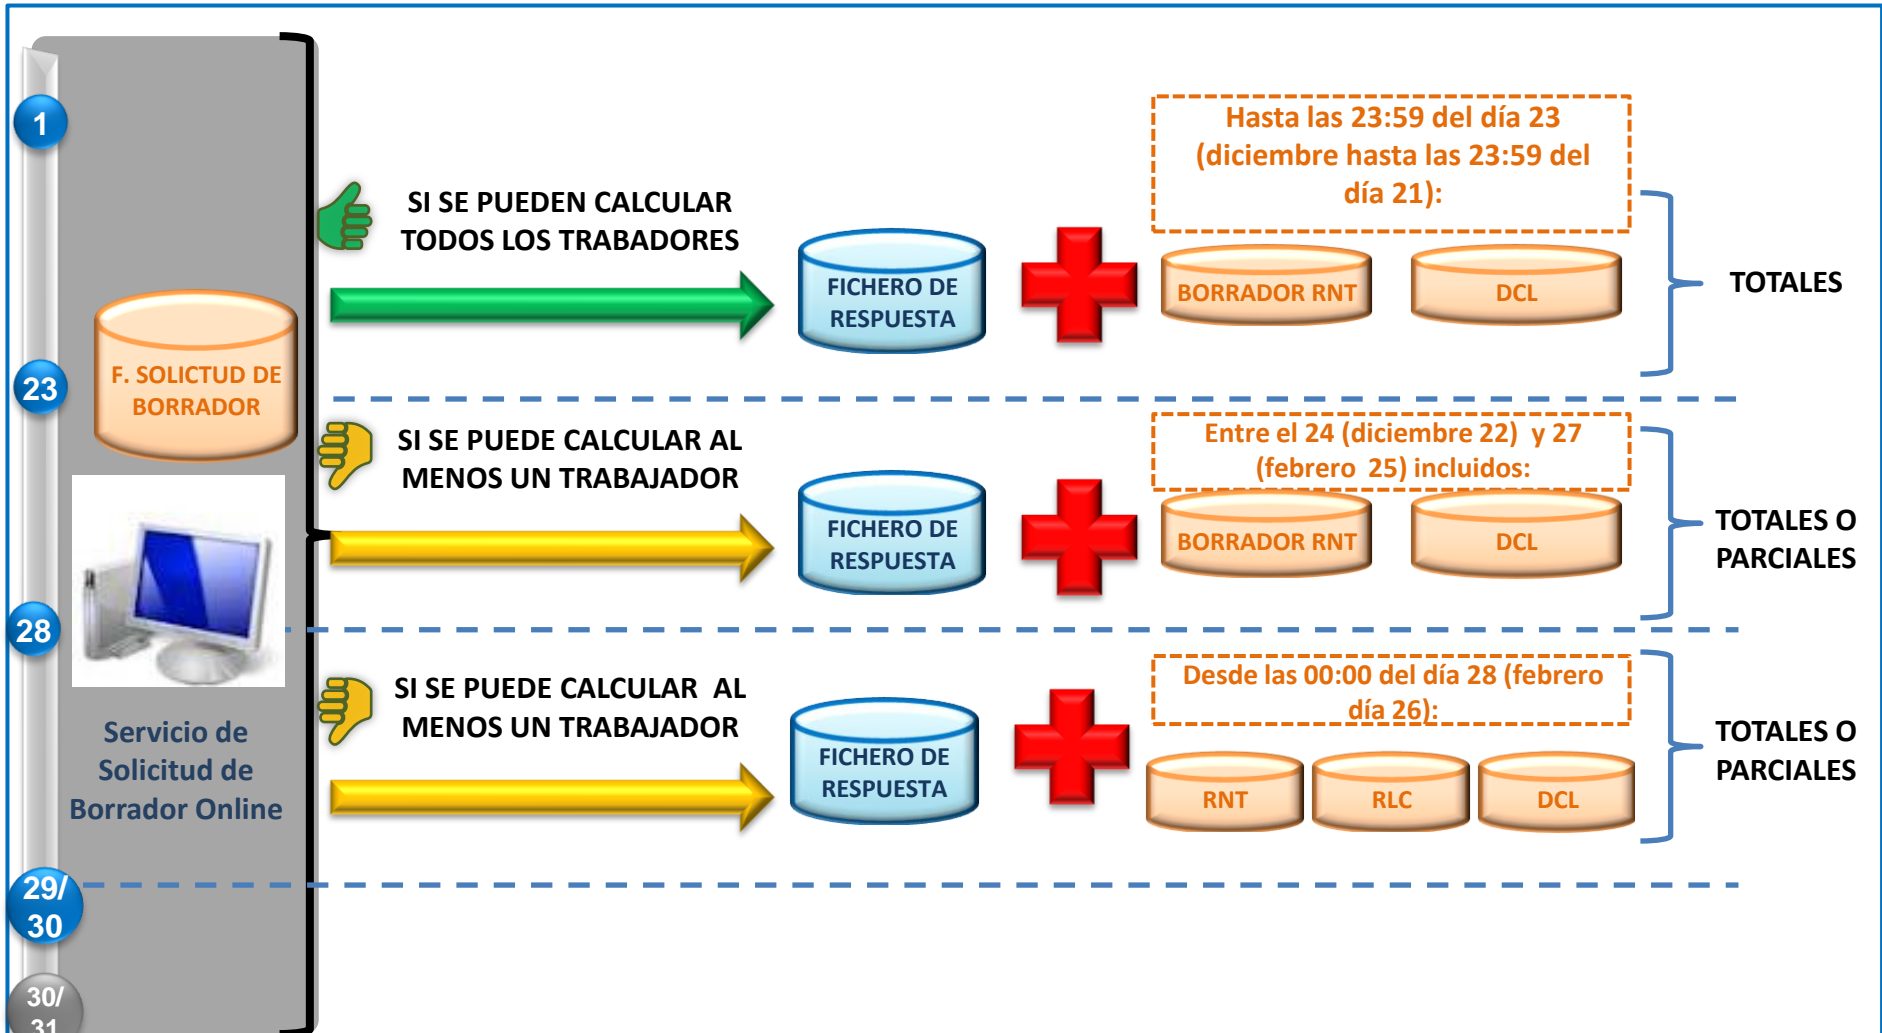 1
23
28
29/
30
30/
31
F. SOLICTUD DE
BORRADOR
Servicio de
Solicitud de
Borrador Online
SI SE PUEDEN CALCULAR
TODOS LOS TRABADORES
FICHERO DE
RESPUESTA
Hasta las 23:59 del día 23
(diciembre hasta las 23:59 del
día 21):
BORRADOR RNT
DCL
TOTALES
SI SE PUEDE CALCULAR AL
MENOS UN TRABAJADOR
FICHERO DE
RESPUESTA
Entre el 24 (diciembre 22) y 27
(febrero 25) incluidos:
BORRADOR RNT
DCL
TOTALES O
PARCIALES
SI SE PUEDE CALCULAR AL
MENOS UN TRABAJADOR
FICHERO DE
RESPUESTA
Desde las 00:00 del día 28 (febrero
día 26):
RNT
RLC
DCL
TOTALES O
PARCIALES